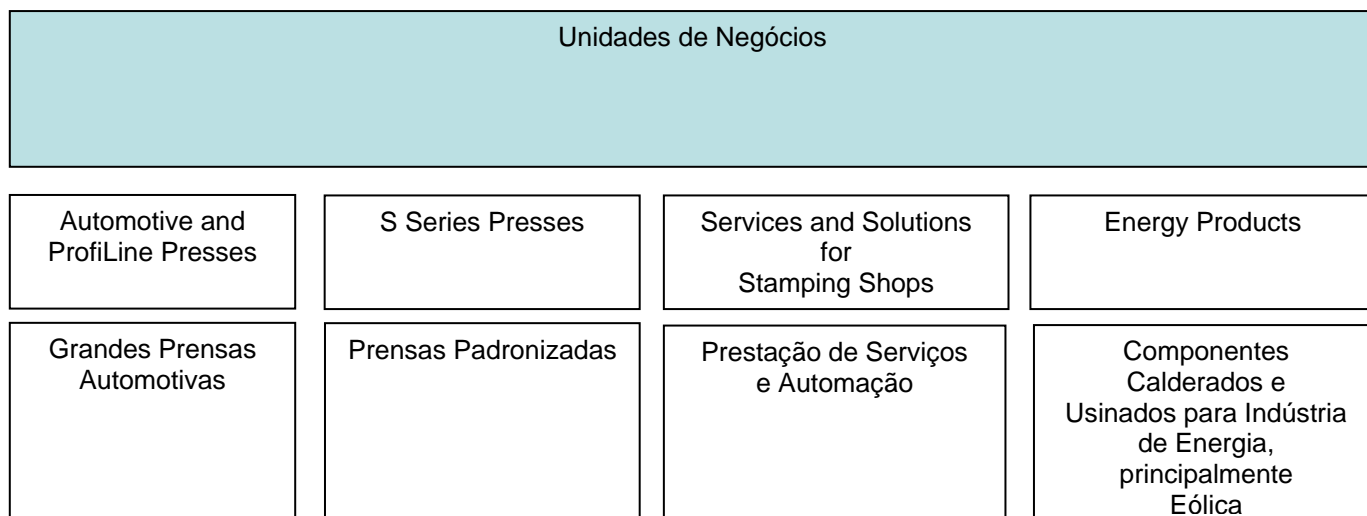 Unidades de Negócios
Automotive and
ProfiLine Presses
S Series Presses
Services and Solutions
for
Stamping Shops
Energy Products
Grandes Prensas
Automotivas
Prensas Padronizadas
Prestação de Serviços
e Automação
Componentes
Calderados e
Usinados para Indústria
de Energia,
principalmente
Eólica